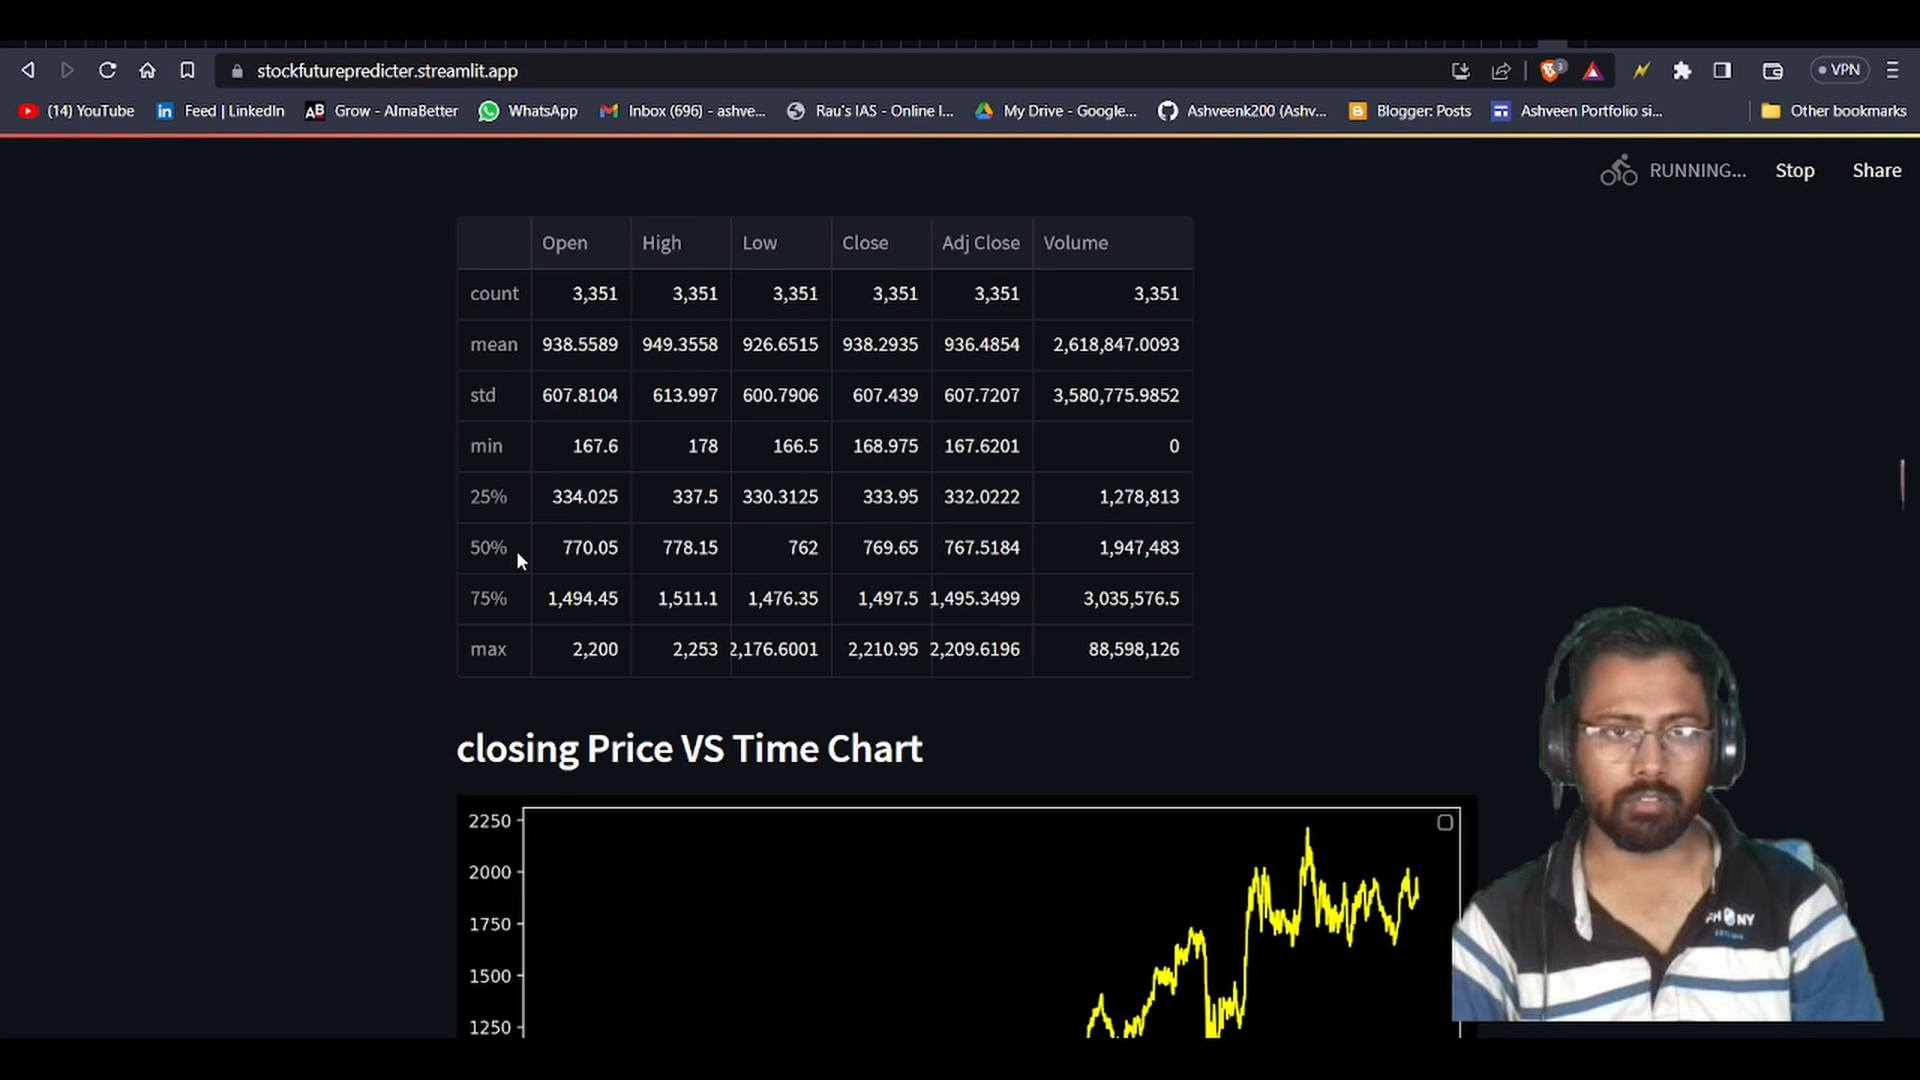 stockfuturepredicter.streamlit.app 3 VPN
(14) YouTube Feed | LinkedIn Grow - AlmaBetter WhatsApp Inbox (696) - ashve... Rau's IAS - Online I... My Drive - Google... Ashveenk200 (Ashv... Blogger: Posts Ashveen Portfolio si... Other bookmarks
RUNNING... Stop Share
Open High Low Close Adj Close Volume
count 3,351 3,351 3,351 3,351 3,351 3,351
mean 938.5589 949.3558 926.6515 938.2935 936.4854 2,618,847.0093
std 607.8104 613.997 600.7906 607.439 607.7207 3,580,775.9852
min 167.6 178 166.5 168.975 167.6201 0
25% 334.025 337.5 330.3125 333.95 332.0222 1,278,813
50% 770.05 778.15 762 769.65 767.5184 1,947,483
75% 1,494.45 1,511.1 1,476.35 1,497.5 1,495.3499 3,035,576.5
max 2,200 2,253 2,176.6001 2,210.95 2,209.6196 88,598,126
closing Price VS Time Chart
2250
2000
1750
1500
1250